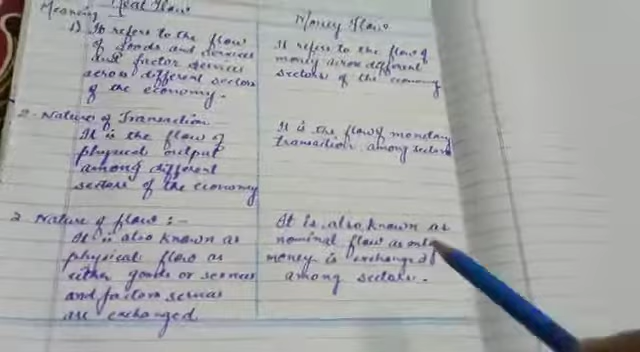 Meaning Real Flow
Money Flow
1) It refers to the flow
of goods and services
and factor services
across different sectors
of the economy.
It refers to the flow of
money across different
sectors of the economy
2. Nature of Transaction
It is the flow of
physical output
among different
sectors of the economy
It is the flow of monetary
transaction among sectors
2 Nature of flow :-
It is also known as
physical flow as
either goods or services
and factors services
are exchanged
It is also known as
nominal flow as only
money is exchanged
among sectors.